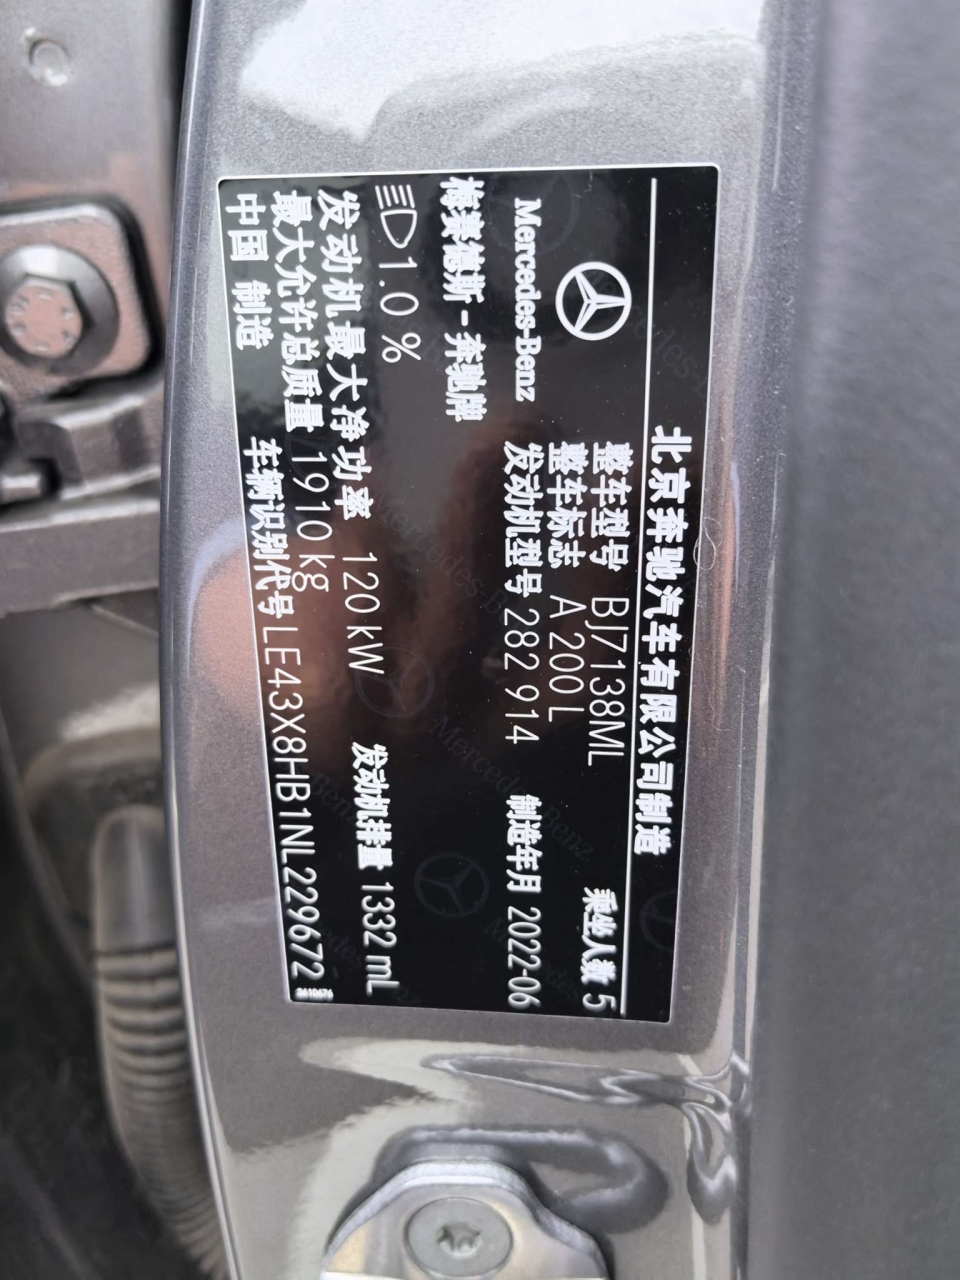 北京奔驰汽车有限公司制造
Mercedes-Benz
整车型号 BJ7138ML
乘坐人数 5
整车标志 A 200 L
发动机型号 282 914
制造年月 2022-06
梅赛德斯-奔驰牌
1.0 %
发动机最大净功率 120 kW
发动机排量 1332 mL
最大允许总质量 1910 kg
中国 制造
车辆识别代号 LE43X8HB1NL229672